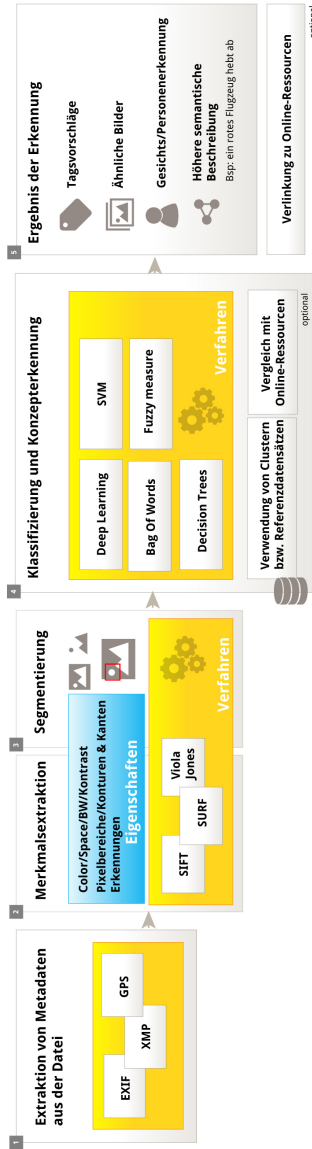 1
Extraktion von Metadaten
aus der Datei
EXIF
XMP
GPS
2
Merkmalsextraktion
3
Segmentierung
Color/Space/BW/Kontrast
Pixelbereiche/Konturen & Kanten
Erkennungen
Eigenschaften
SIFT
SURF
Viola
Jones
Verfahren
4
Klassifizierung und Konzepterkennung
Deep Learning
SVM
Bag Of Words
Fuzzy measure
Decision Trees
Verfahren
Verwendung von Clustern
bzw. Referenzdatensätzen
Vergleich mit
Online-Ressourcen
optional
5
Ergebnis der Erkennung
Tagsvorschläge
Ähnliche Bilder
Gesichts/Personenerkennung
Höhere semantische
Beschreibung
Bsp: ein rotes Flugzeug hebt ab
Verlinkung zu Online-Ressourcen
optional